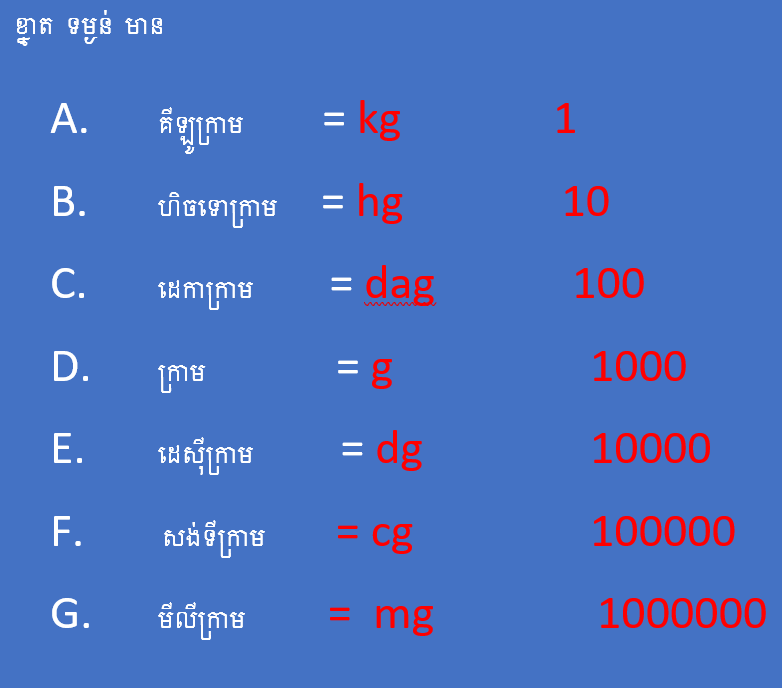 ខ្នាត ទម្ងន់ មាន
A. គីឡូក្រាម = kg 1
B. ហិចទោក្រាម = hg 10
C. ដេកាក្រាម = dag 100
D. ក្រាម = g 1000
E. ដេស៊ីក្រាម = dg 10000
F. សង់ទីក្រាម = cg 100000
G. មីលីក្រាម = mg 1000000